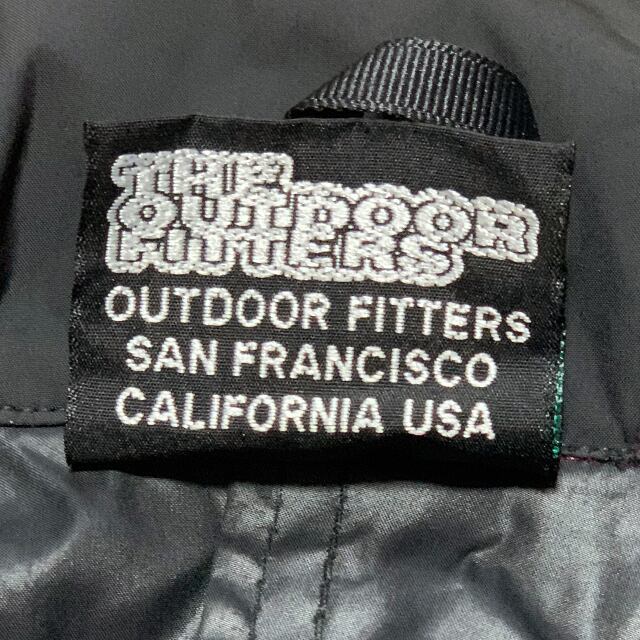 THE
OUTDOOR
FITTERS
OUTDOOR FITTERS
SAN FRANCISCO
CALIFORNIA USA